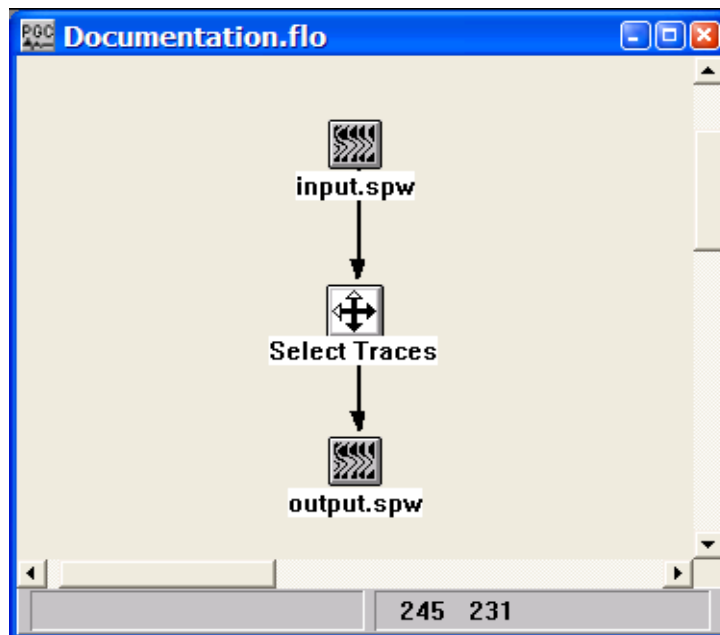 PGC
Documentation.flo
input.spw
Select Traces
output.spw
245 231